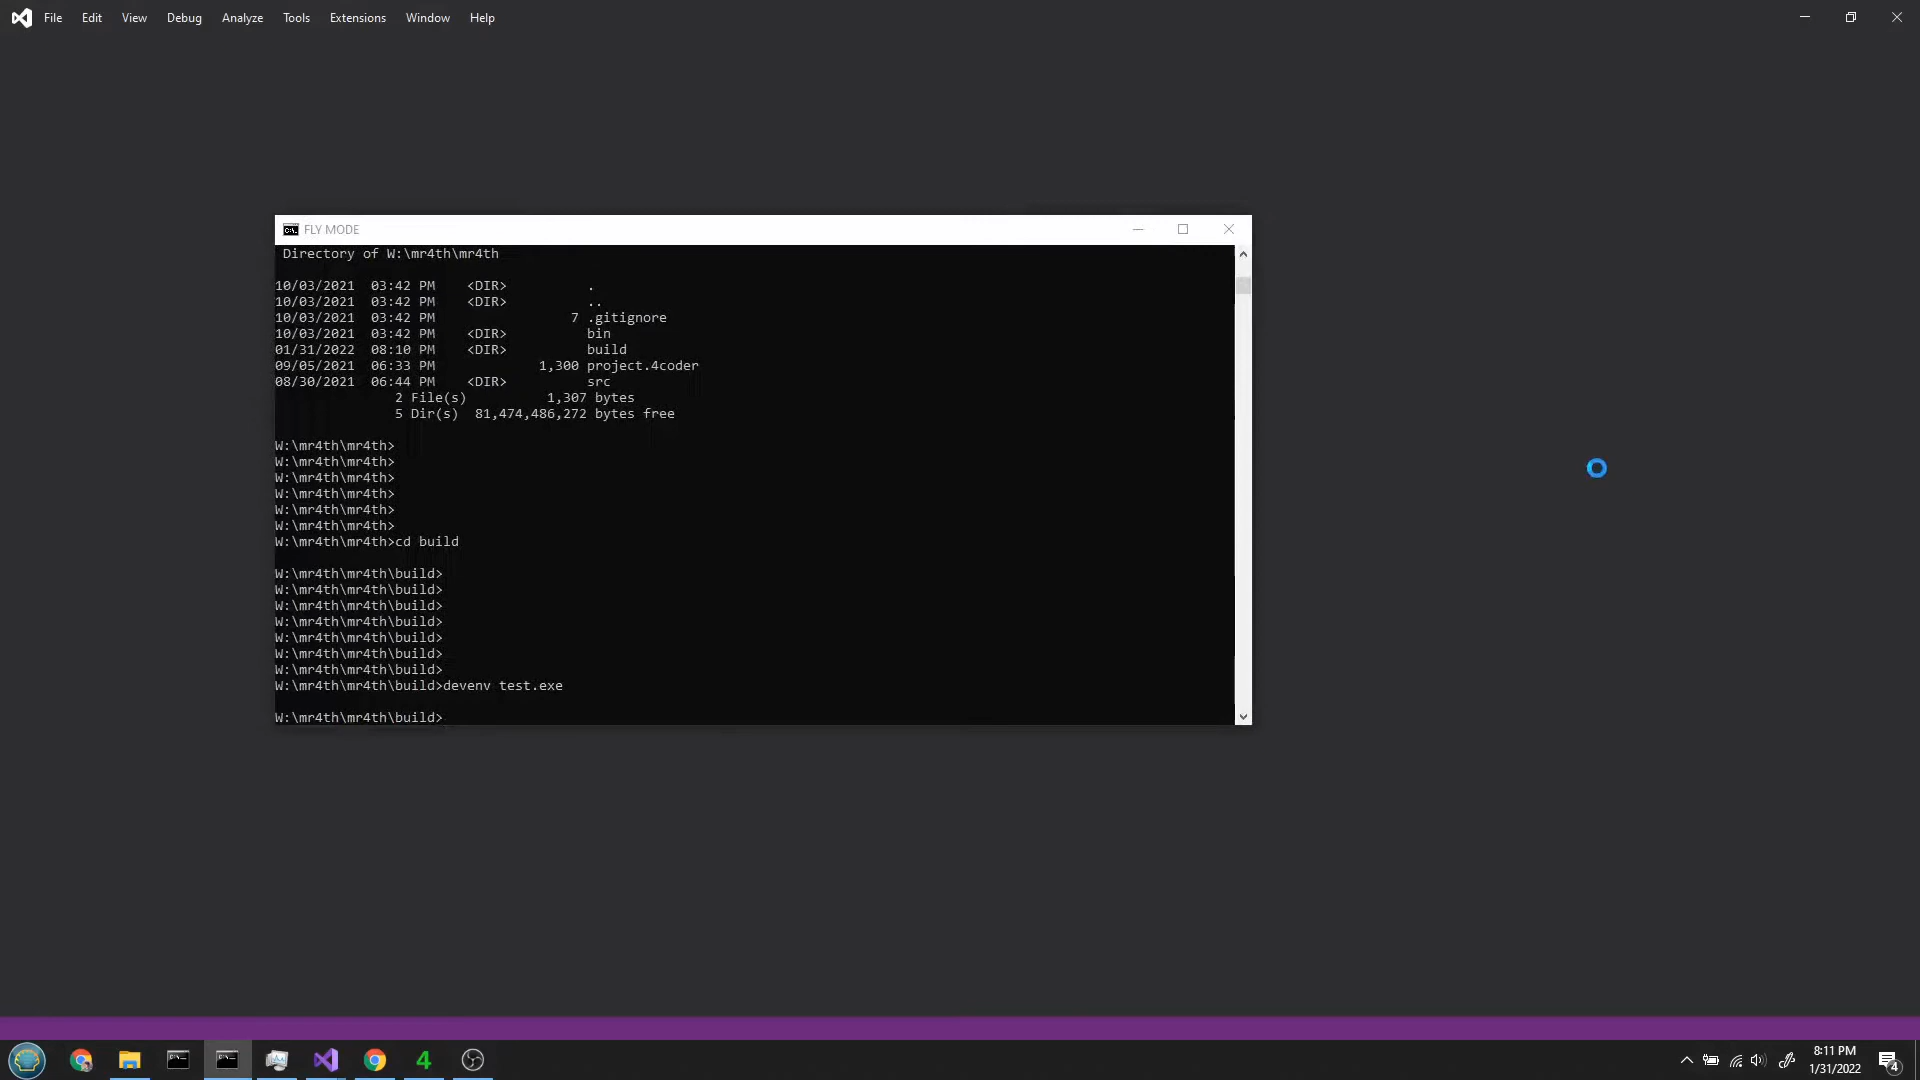 File Edit View Debug Analyze Tools Extensions Window Help
FLY MODE
Directory of W:\mr4th\mr4th
10/03/2021  03:42 PM    <DIR>          .
10/03/2021  03:42 PM    <DIR>          ..
10/03/2021  03:42 PM                 7 .gitignore
10/03/2021  03:42 PM    <DIR>          bin
01/31/2022  08:10 PM    <DIR>          build
09/05/2021  06:33 PM             1,300 project.4coder
08/30/2021  06:44 PM    <DIR>          src
2 File(s)          1,307 bytes
5 Dir(s)  81,474,486,272 bytes free
W:\mr4th\mr4th>
W:\mr4th\mr4th>
W:\mr4th\mr4th>
W:\mr4th\mr4th>
W:\mr4th\mr4th>
W:\mr4th\mr4th>
W:\mr4th\mr4th>cd build
W:\mr4th\mr4th\build>
W:\mr4th\mr4th\build>
W:\mr4th\mr4th\build>
W:\mr4th\mr4th\build>
W:\mr4th\mr4th\build>
W:\mr4th\mr4th\build>
W:\mr4th\mr4th\build>
W:\mr4th\mr4th\build>devenv test.exe
W:\mr4th\mr4th\build>
4
8:11 PM
1/31/2022
4